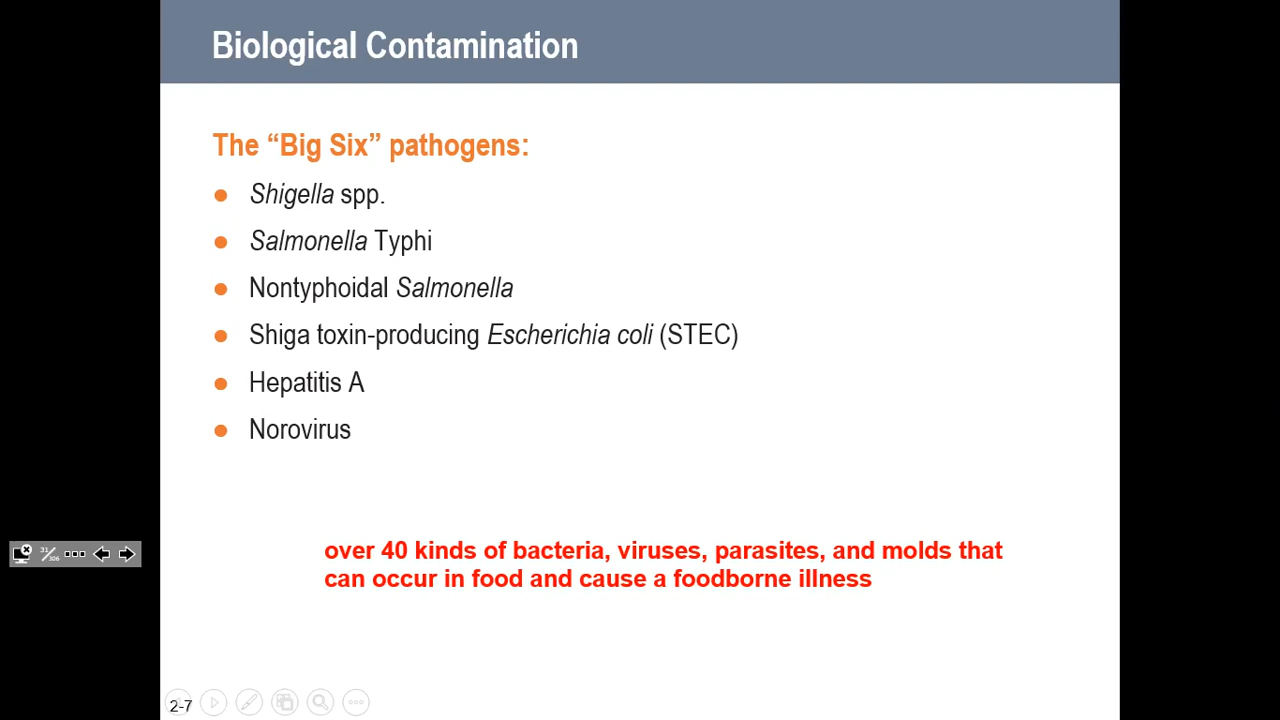 Biological Contamination
The “Big Six” pathogens:
Shigella spp.
Salmonella Typhi
Nontyphoidal Salmonella
Shiga toxin-producing Escherichia coli (STEC)
Hepatitis A
Norovirus
over 40 kinds of bacteria, viruses, parasites, and molds that
can occur in food and cause a foodborne illness
31/306
2-7